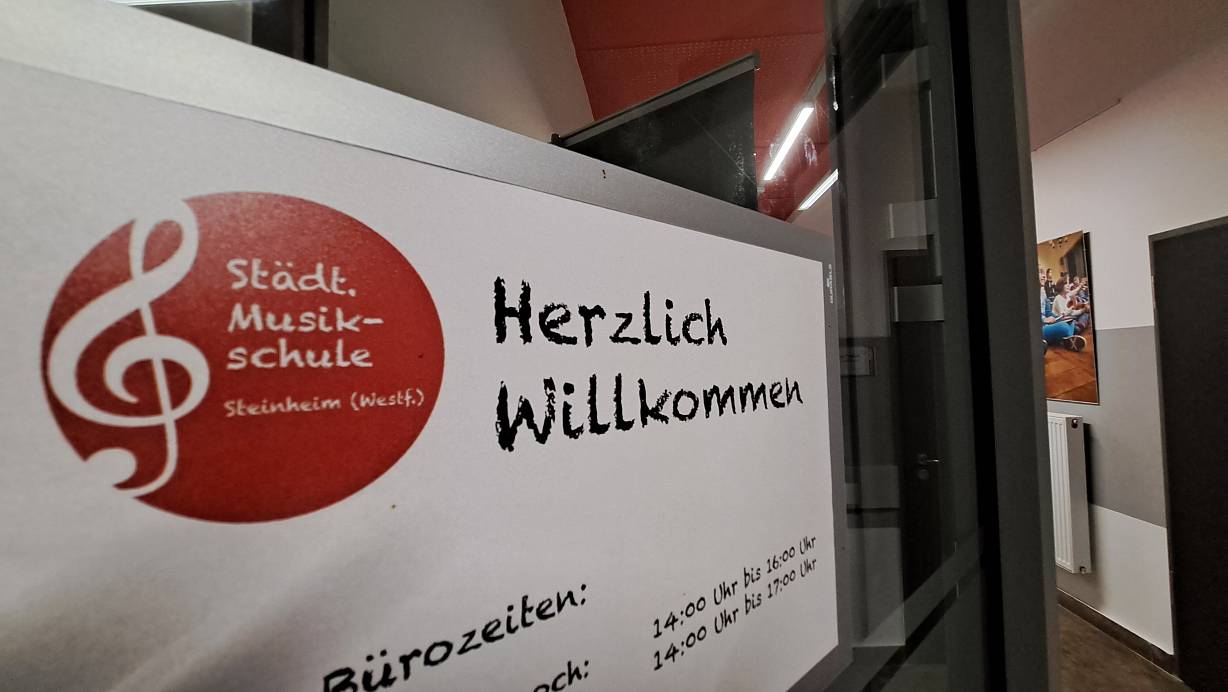 Städt.
Musik-
schule
Steinheim (Westf.)
Herzlich
Willkommen
Bürozeiten:
14:00 Uhr bis 16:00 Uhr
14:00 Uhr bis 17:00 Uhr